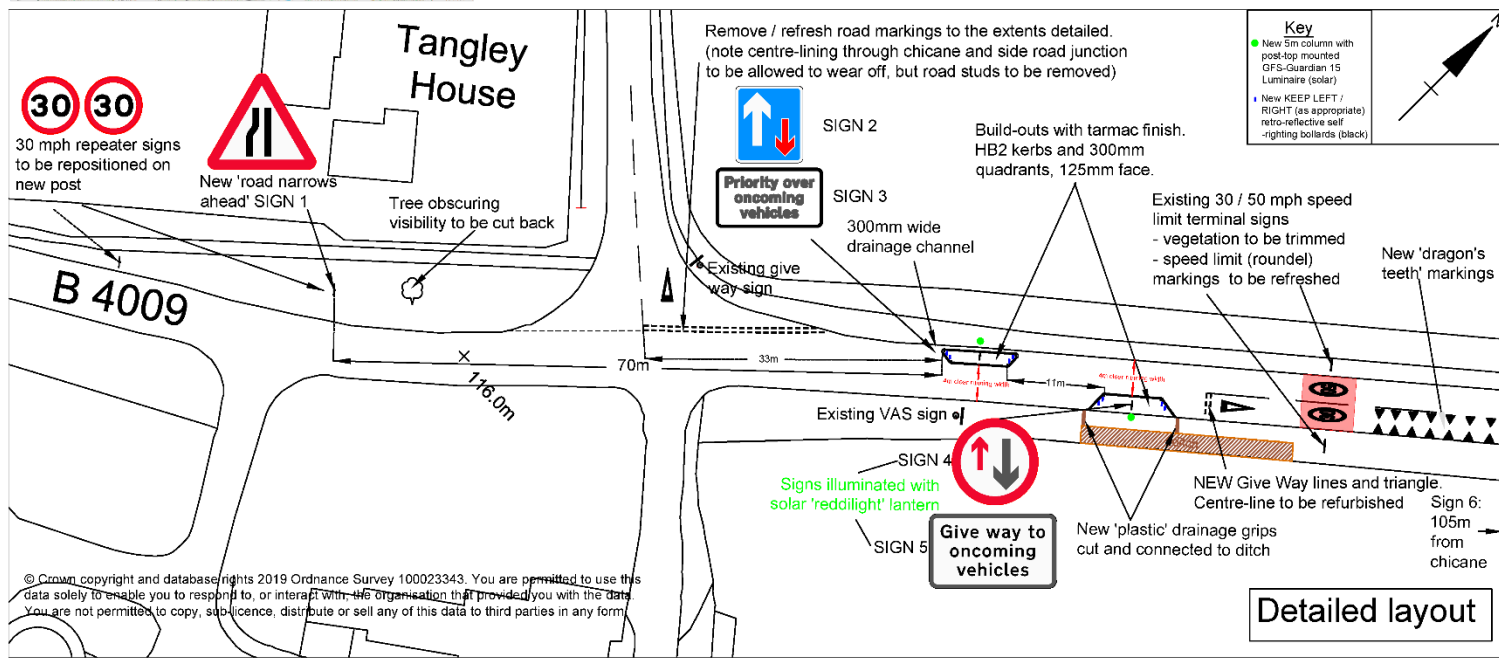 Tangley
House
30 30
30 mph repeater signs
to be repositioned on
new post
New 'road narrows
ahead' SIGN 1
Tree obscuring
visibility to be cut back
B 4009
Remove / refresh road markings to the extents detailed.
(note centre-lining through chicane and side road junction
to be allowed to wear off, but road studs to be removed)
SIGN 2
Priority over
oncoming
vehicles
SIGN 3
300mm wide
drainage channel
Existing give
way sign
Build-outs with tarmac finish.
HB2 kerbs and 300mm
quadrants, 125mm face.
Key
New 5m column with
post-top mounted
GFS-Guardian 15
Luminaire (solar)
New KEEP LEFT /
RIGHT (as appropriate)
retro-reflective self
-righting bollards (black)
Existing 30 / 50 mph speed
limit terminal signs
- vegetation to be trimmed
- speed limit (roundel)
markings to be refreshed
New 'dragon's
teeth' markings
70m
33m
116.0m
4m clear running width
11m
4m clear running width
Existing VAS sign
SIGN 4
Signs illuminated with
solar 'reddilight' lantern
SIGN 5
Give way to
oncoming
vehicles
New 'plastic' drainage grips
cut and connected to ditch
NEW Give Way lines and triangle.
Centre-line to be refurbished
Sign 6:
105m
from
chicane
© Crown copyright and database rights 2019 Ordnance Survey 100023343. You are permitted to use this
data solely to enable you to respond to, or interact with, the organisation that provided you with the data.
You are not permitted to copy, sub-licence, distribute or sell any of this data to third parties in any form.
Detailed layout